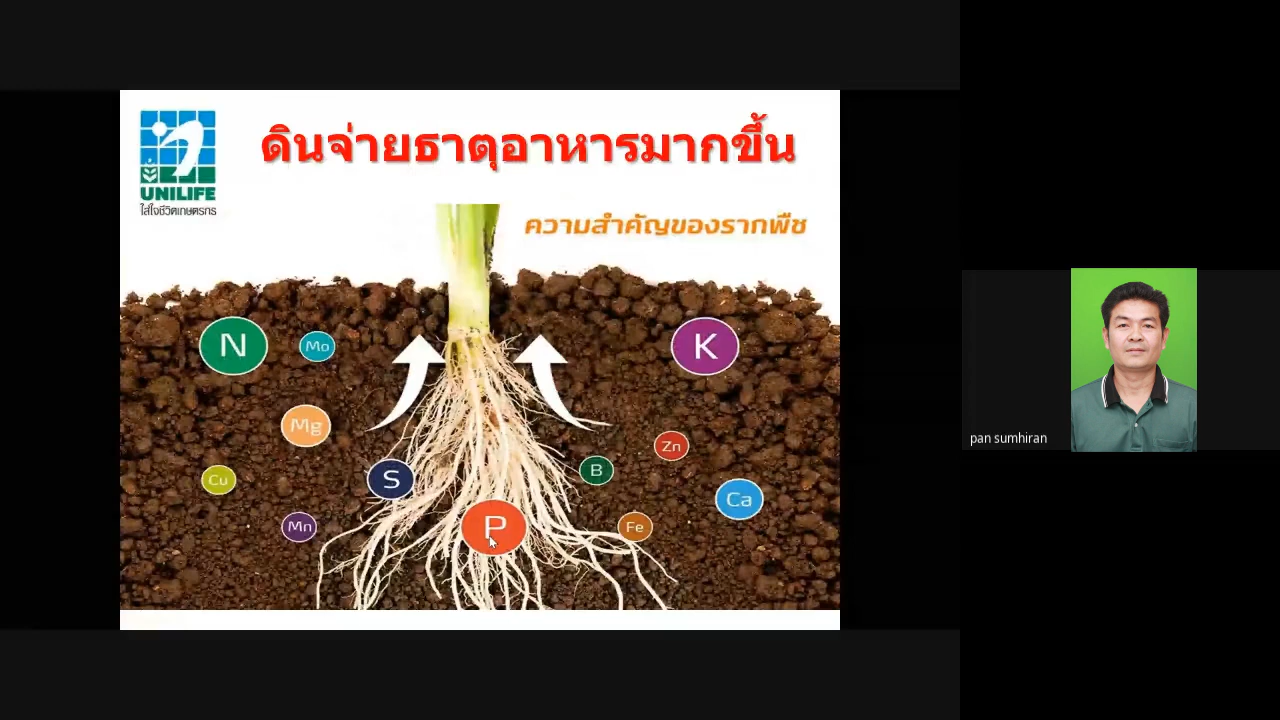 ดินจ่ายธาตุอาหารมากขึ้น
UNILIFE
ใส่ใจชีวิตเกษตรกร
ความสำคัญของรากพืช
N
Mo
K
Mg
Zn
Cu
S
B
Ca
Mn
P
Fe
pan sumhiran